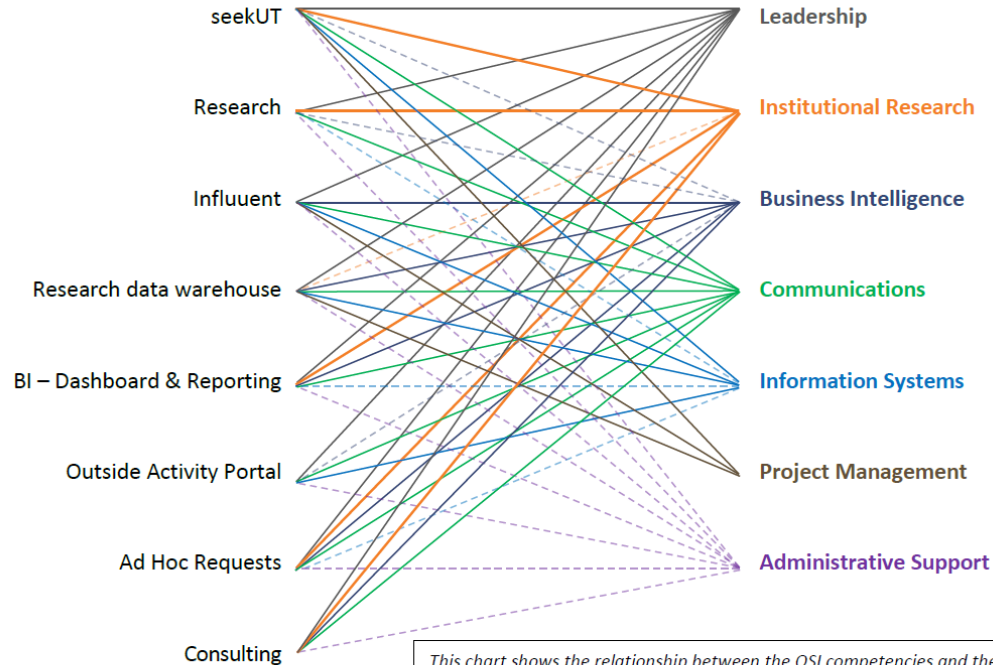 seekUT
Leadership
Research
Institutional Research
Influuent
Business Intelligence
Research data warehouse
Communications
BI – Dashboard & Reporting
Information Systems
Outside Activity Portal
Project Management
Ad Hoc Requests
Administrative Support
Consulting
This chart shows the relationship between the OSI competencies and the